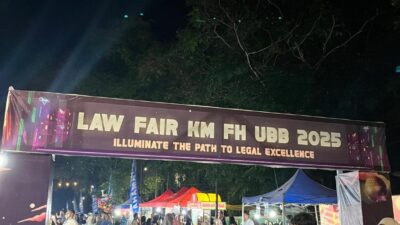 LAW FAIR KM FH UBB 2025
ILLUMINATE THE PATH TO LEGAL EXCELLENCE